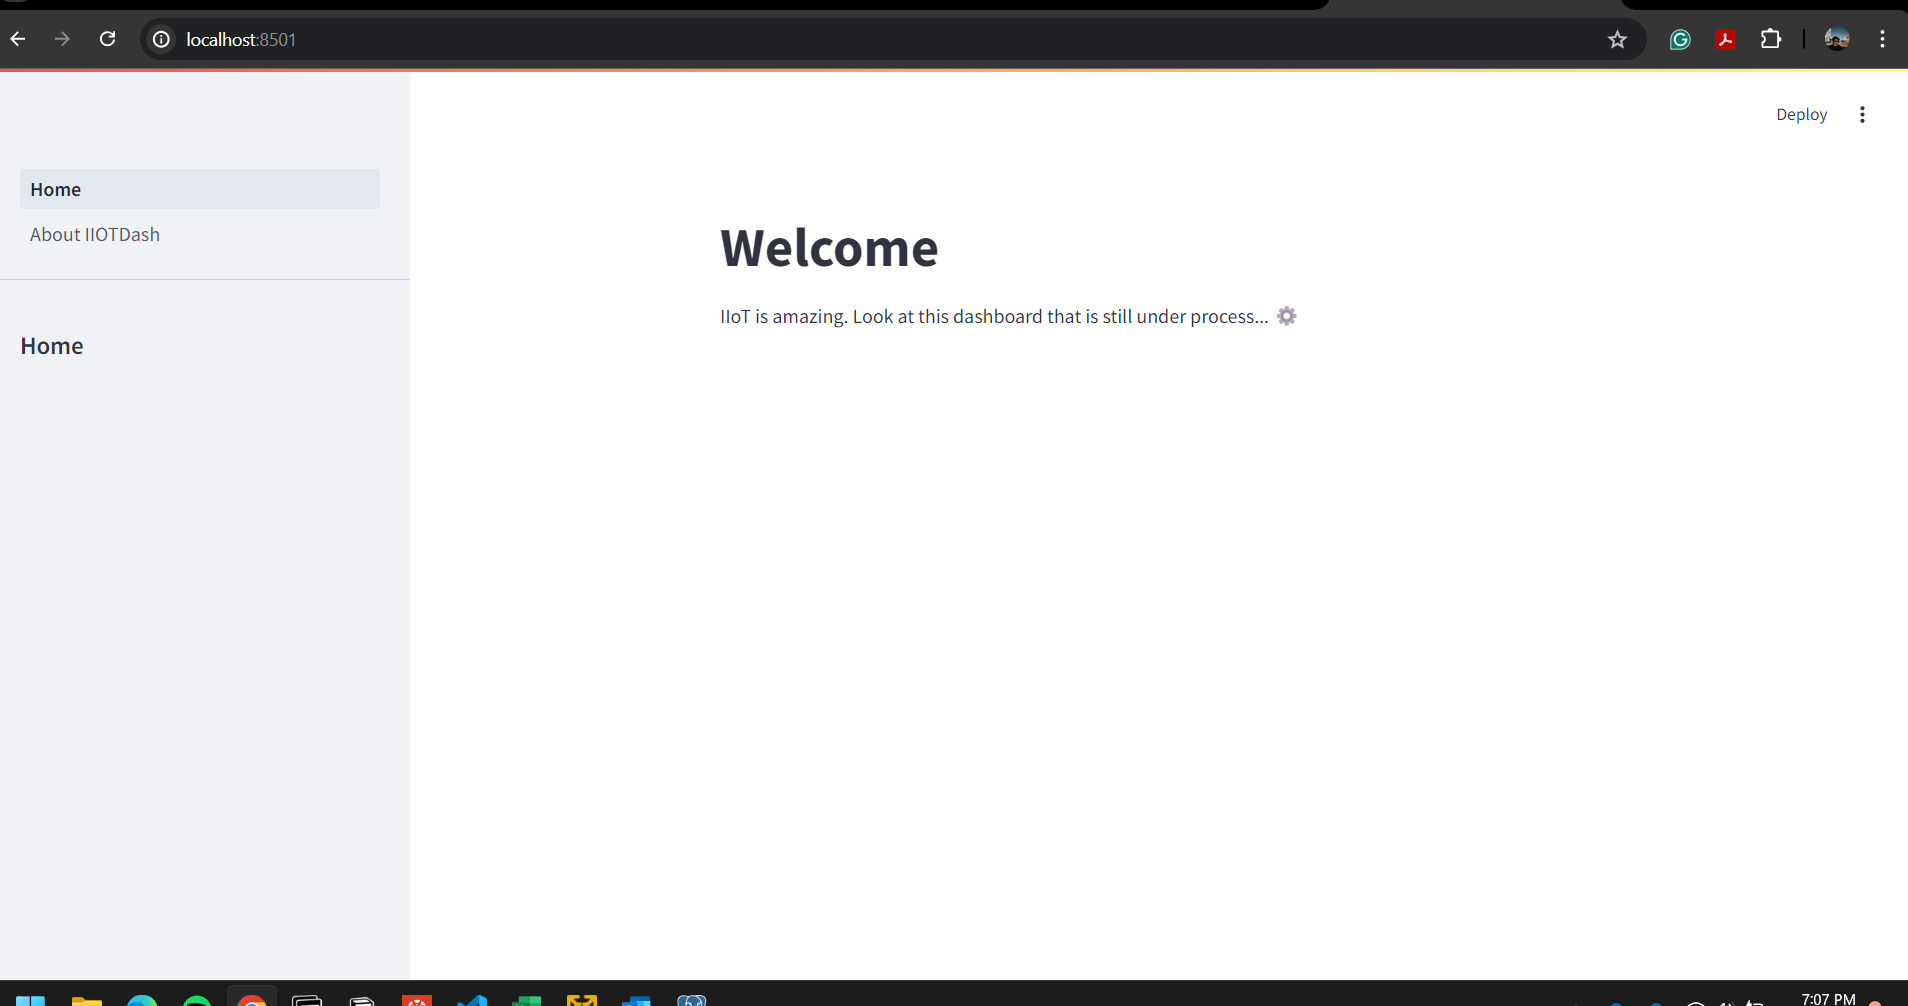 localhost:8501
Deploy
Home
About IIOTDash
Home
Welcome
IIoT is amazing. Look at this dashboard that is still under process... ⚙️
7:07 PM